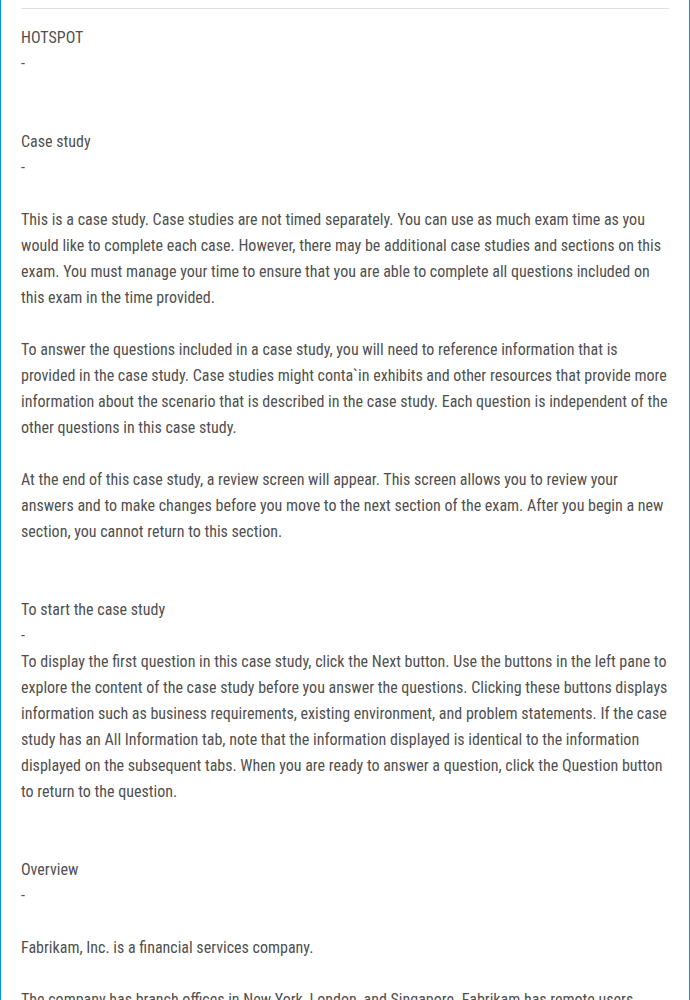 HOTSPOT
-
Case study
-
This is a case study. Case studies are not timed separately. You can use as much exam time as you
would like to complete each case. However, there may be additional case studies and sections on this
exam. You must manage your time to ensure that you are able to complete all questions included on
this exam in the time provided.
To answer the questions included in a case study, you will need to reference information that is
provided in the case study. Case studies might conta`in exhibits and other resources that provide more
information about the scenario that is described in the case study. Each question is independent of the
other questions in this case study.
At the end of this case study, a review screen will appear. This screen allows you to review your
answers and to make changes before you move to the next section of the exam. After you begin a new
section, you cannot return to this section.
To start the case study
-
To display the first question in this case study, click the Next button. Use the buttons in the left pane to
explore the content of the case study before you answer the questions. Clicking these buttons displays
information such as business requirements, existing environment, and problem statements. If the case
study has an All Information tab, note that the information displayed is identical to the information
displayed on the subsequent tabs. When you are ready to answer a question, click the Question button
to return to the question.
Overview
-
Fabrikam, Inc. is a financial services company.
The company has branch offices in New York, London, and Singapore. Fabrikam has remote users